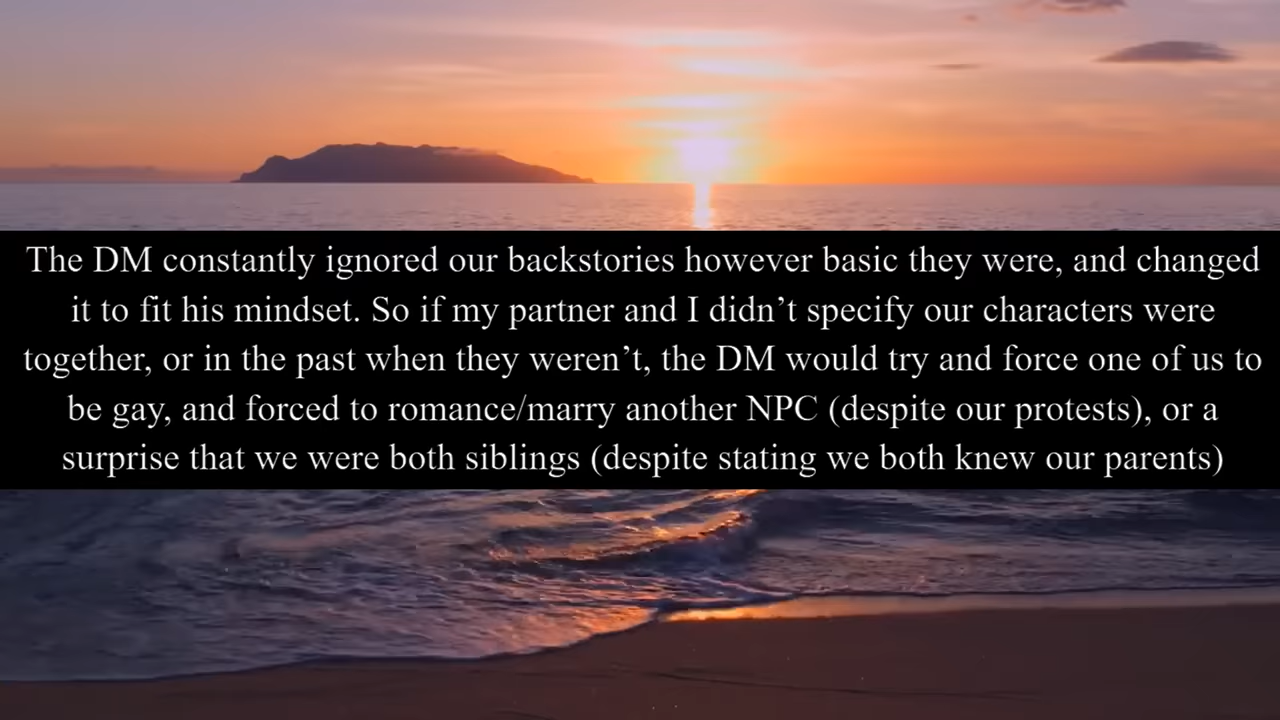 The DM constantly ignored our backstories however basic they were, and changed
it to fit his mindset. So if my partner and I didn’t specify our characters were
together, or in the past when they weren’t, the DM would try and force one of us to
be gay, and forced to romance/marry another NPC (despite our protests), or a
surprise that we were both siblings (despite stating we both knew our parents)